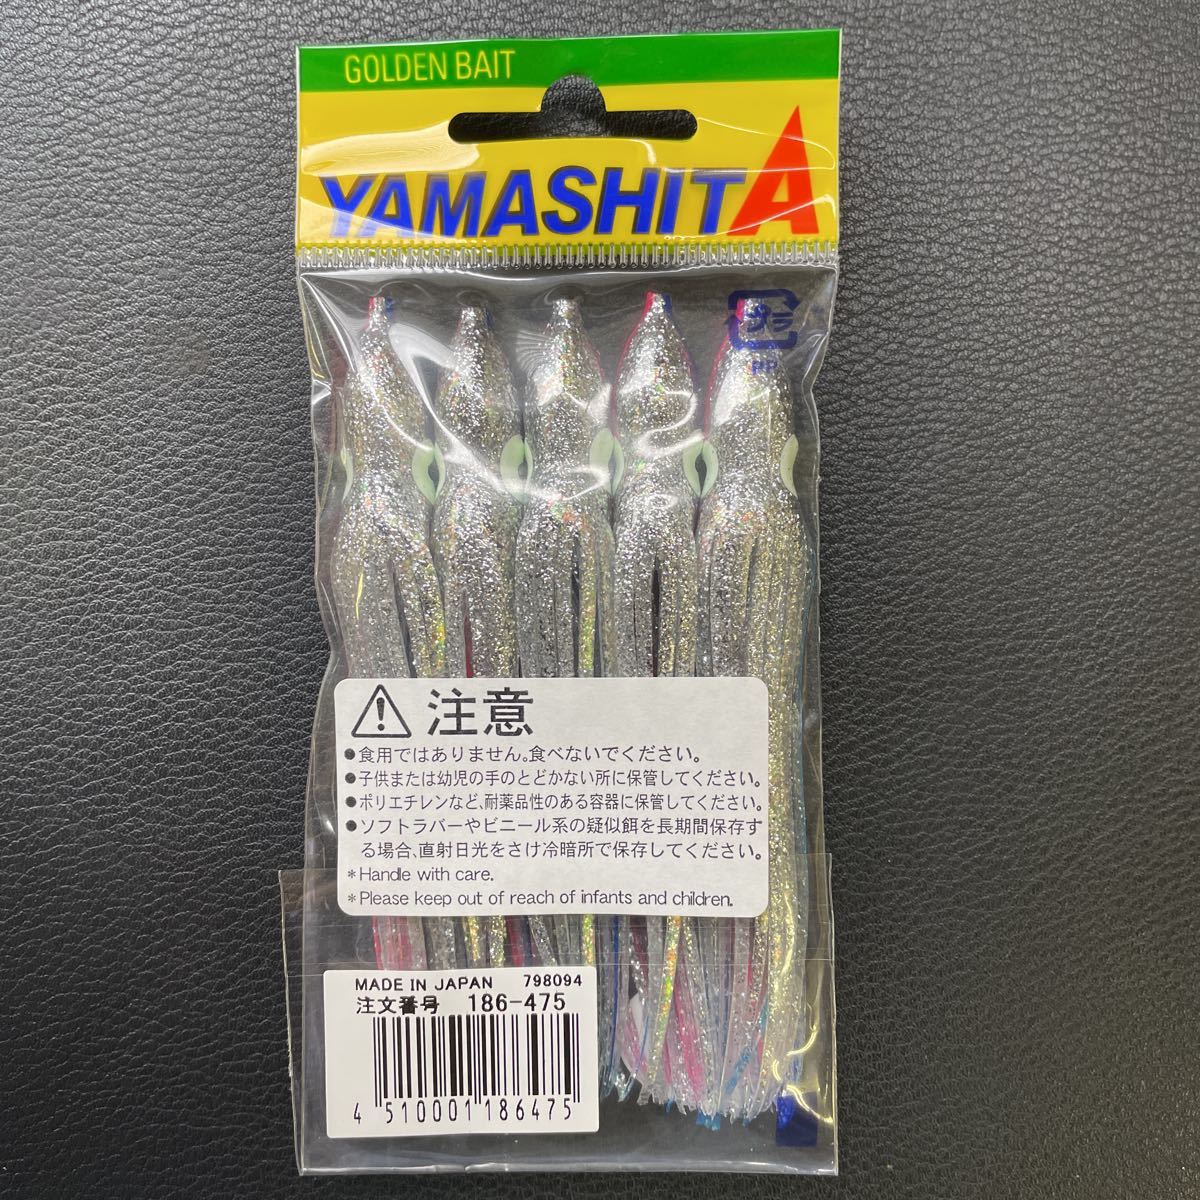 GOLDEN BAIT
YAMASHITA
プラ
PP
注意
●食用ではありません。食べないでください。
●子供または幼児の手のとどかない所に保管してください。
●ポリエチレンなど、耐薬品性のある容器に保管してください。
●ソフトラバーやビニール系の疑似餌を長期間保存す
る場合、直射日光をさけ冷暗所で保存してください。
*Handle with care.
*Please keep out of reach of infants and children.
MADE IN JAPAN 798094
注文番号 186-475
4 510001 186475